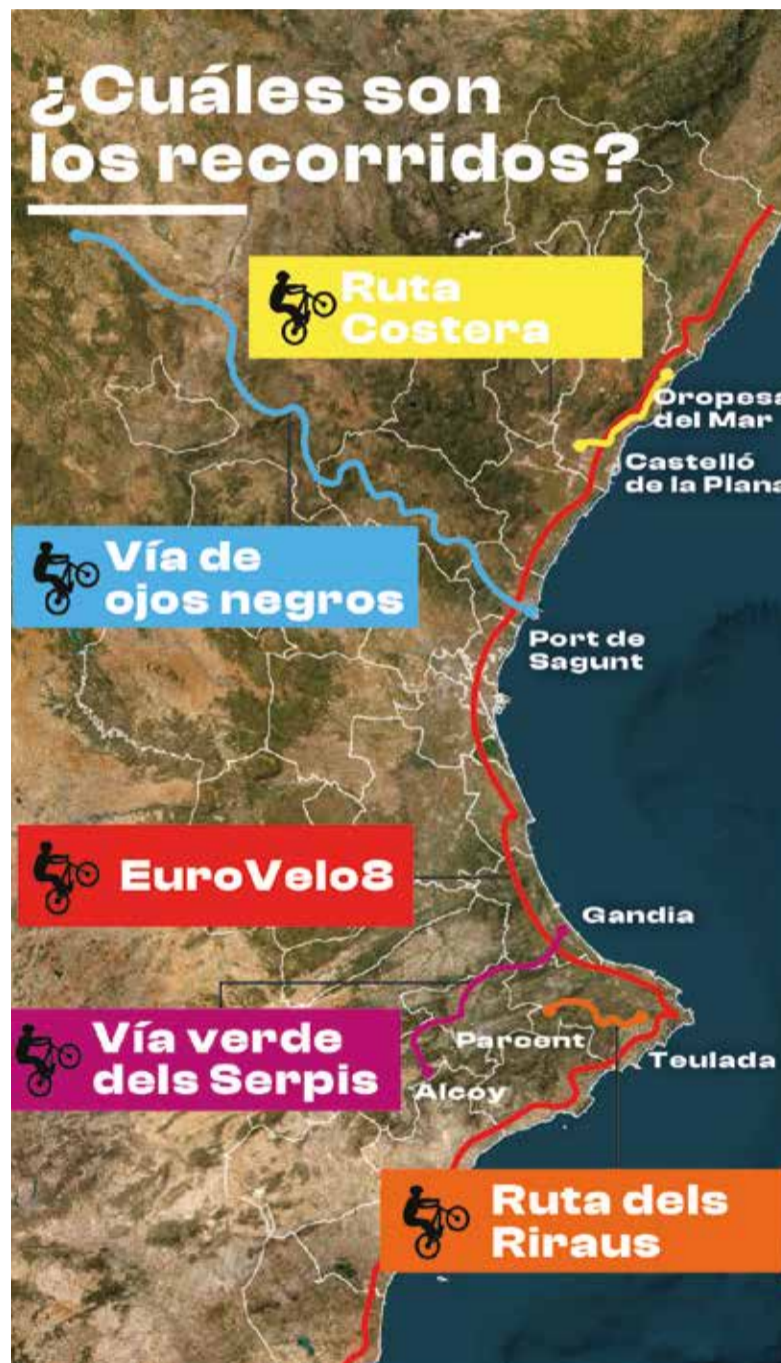 ¿Cuáles son
los recorridos?
Ruta
Costera
Oropesa
del Mar
Castelló
de la Plana
Vía de
ojos negros
Port de
Sagunt
EuroVelo8
Gandia
Vía verde
dels Serpis
Parcent
Teulada
Alcoy
Ruta dels
Riraus